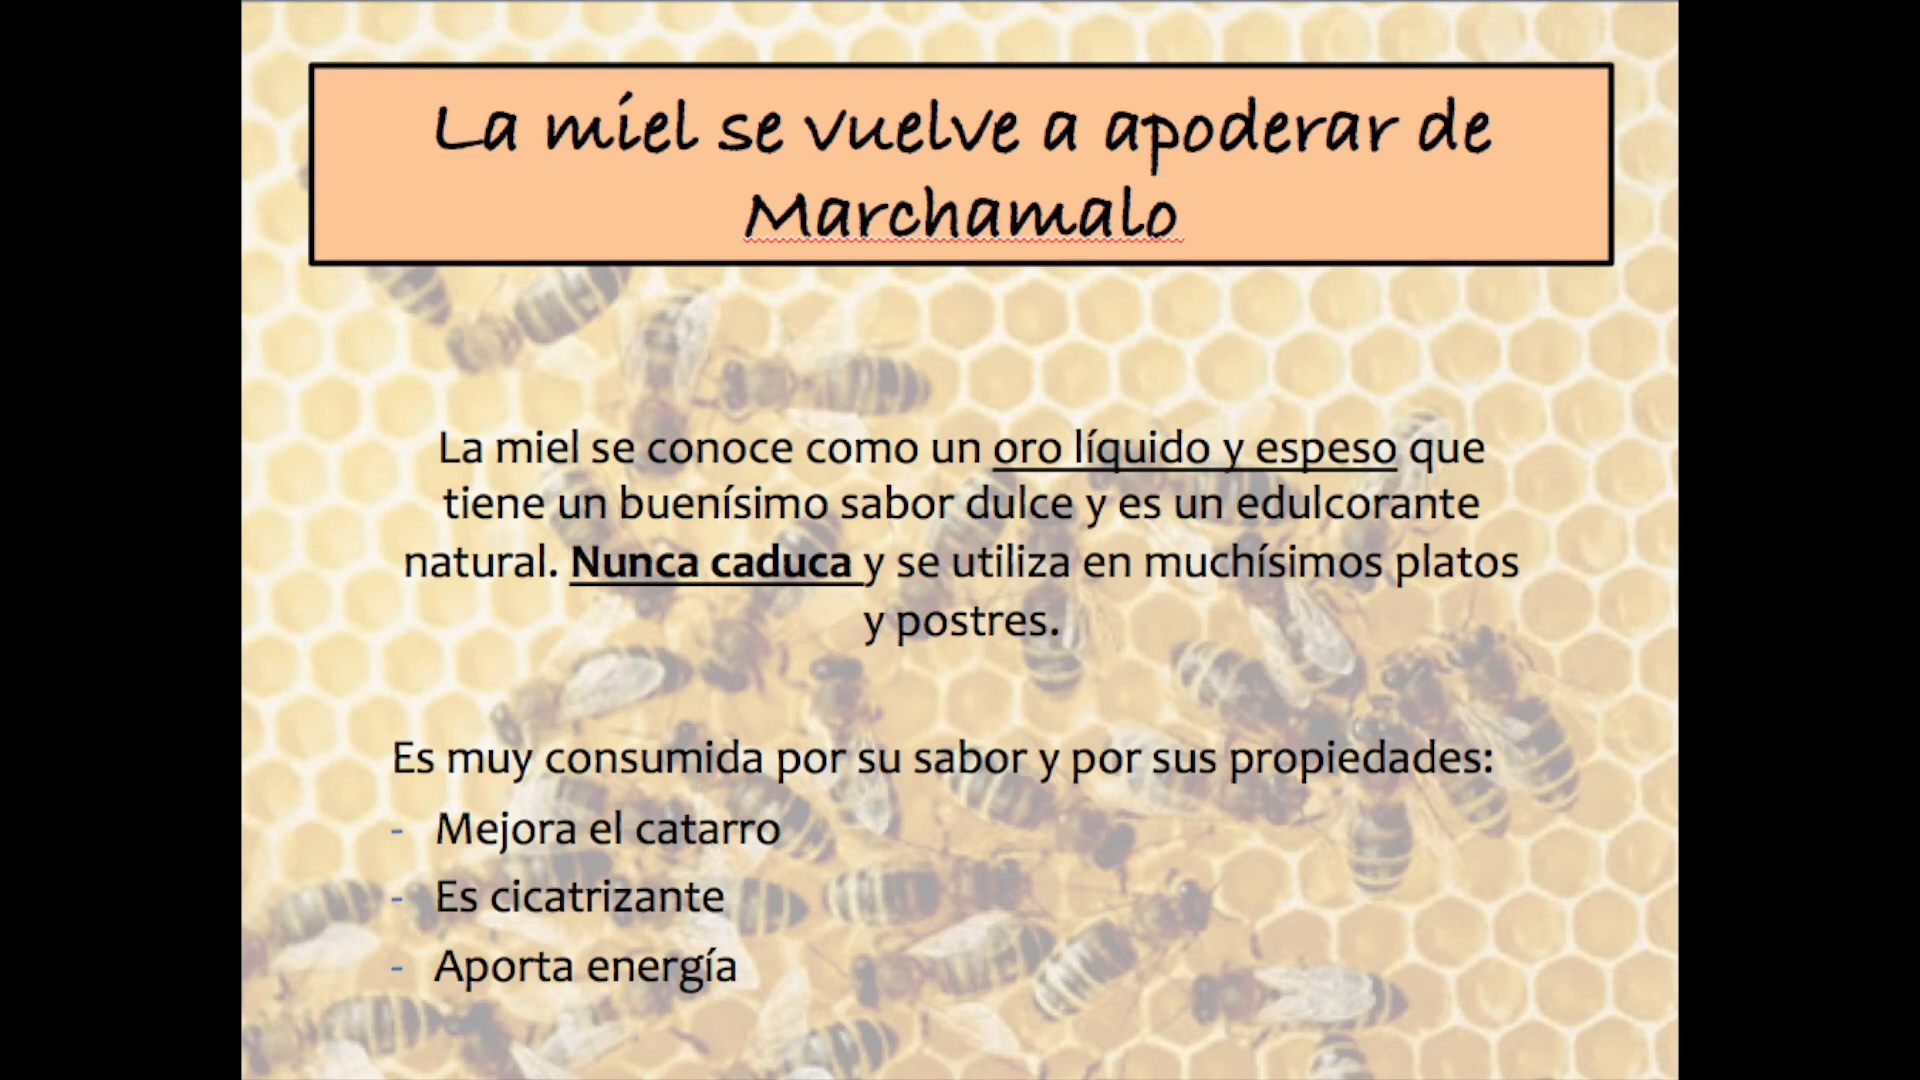 La miel se vuelve a apoderar de
Marchamalo
La miel se conoce como un oro líquido y espeso que
tiene un buenísimo sabor dulce y es un edulcorante
natural. Nunca caduca y se utiliza en muchísimos platos
y postres.
Es muy consumida por su sabor y por sus propiedades:
- Mejora el catarro
- Es cicatrizante
- Aporta energía